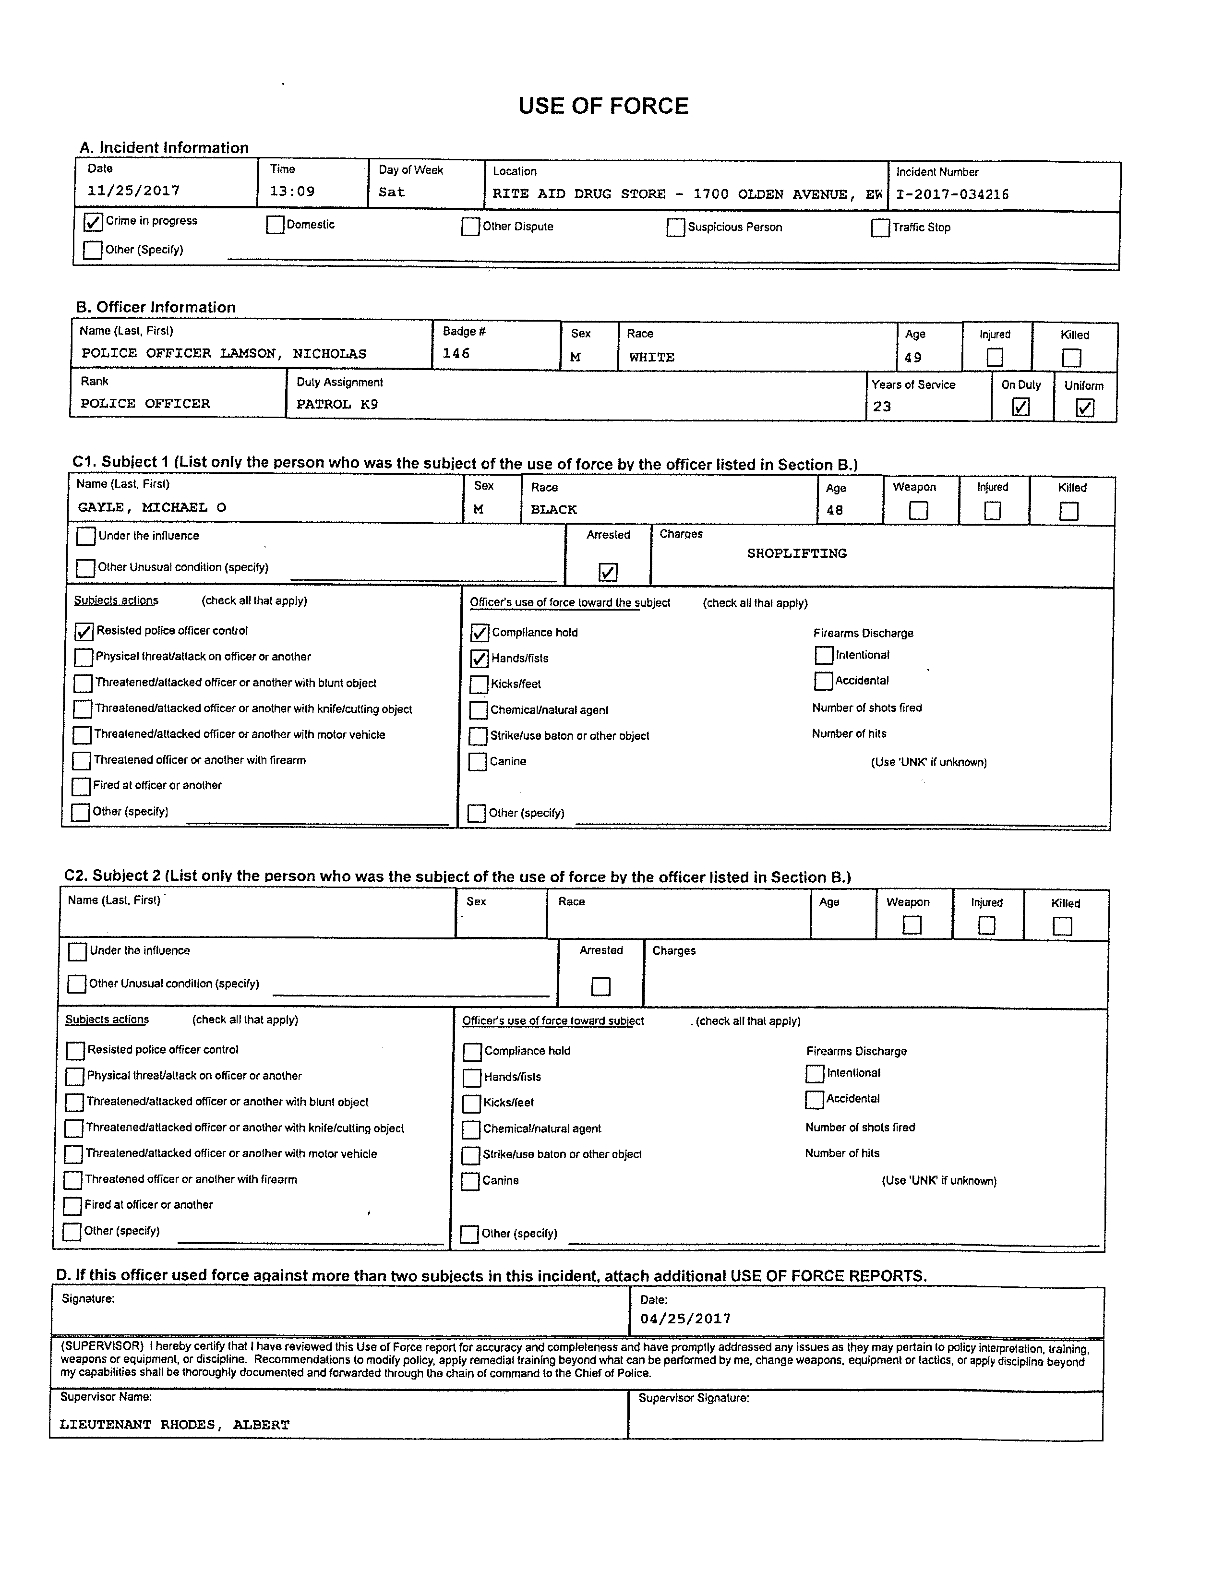 USE OF FORCE
A. Incident Information
Date Time Day of Week Location Incident Number
11/25/2017 13:09 Sat RITE AID DRUG STORE - 1700 OLDEN AVENUE, EW I-2017-034216
Crime in progress Domestic Other Dispute Suspicious Person Traffic Stop
Other (Specify)
B. Officer Information
Name (Last, First) Badge # Sex Race Age Injured Killed
POLICE OFFICER LAMSON, NICHOLAS 146 M WHITE 49
Rank Duty Assignment Years of Service On Duty Uniform
POLICE OFFICER PATROL K9 23
C1. Subject 1 (List only the person who was the subject of the use of force by the officer listed in Section B.)
Name (Last, First) Sex Race Age Weapon Injured Killed
GAYLE, MICHAEL O M BLACK 48
Under the influence Arrested Charges
SHOPLIFTING
Other Unusual condition (specify)
Subjects actions (check all that apply) Officer's use of force toward the subject (check all that apply)
Resisted police officer control Compliance hold Firearms Discharge
Physical threat/attack on officer or another Hands/fists Intentional
Threatened/attacked officer or another with blunt object Kicks/feet Accidental
Threatened/attacked officer or another with knife/cutting object Chemical/natural agent Number of shots fired
Threatened/attacked officer or another with motor vehicle Strike/use baton or other object Number of hits
Threatened officer or another with firearm Canine (Use 'UNK' if unknown)
Fired at officer or another
Other (specify) Other (specify)
C2. Subject 2 (List only the person who was the subject of the use of force by the officer listed in Section B.)
Name (Last, First) Sex Race Age Weapon Injured Killed
Under the influence Arrested Charges
Other Unusual condition (specify)
Subjects actions (check all that apply) Officer's use of force toward subject (check all that apply)
Resisted police officer control Compliance hold Firearms Discharge
Physical threat/attack on officer or another Hands/fists Intentional
Threatened/attacked officer or another with blunt object Kicks/feet Accidental
Threatened/attacked officer or another with knife/cutting object Chemical/natural agent Number of shots fired
Threatened/attacked officer or another with motor vehicle Strike/use baton or other object Number of hits
Threatened officer or another with firearm Canine (Use 'UNK' if unknown)
Fired at officer or another
Other (specify) Other (specify)
D. If this officer used force against more than two subjects in this incident, attach additional USE OF FORCE REPORTS.
Signature: Date:
04/25/2017
(SUPERVISOR) I hereby certify that I have reviewed this Use of Force report for accuracy and completeness and have promptly addressed any issues as they may pertain to policy interpretation, training,
weapons or equipment, or discipline. Recommendations to modify policy, apply remedial training beyond what can be performed by me, change weapons, equipment or tactics, or apply discipline beyond
my capabilities shall be thoroughly documented and forwarded through the chain of command to the Chief of Police.
Supervisor Name: Supervisor Signature:
LIEUTENANT RHODES, ALBERT